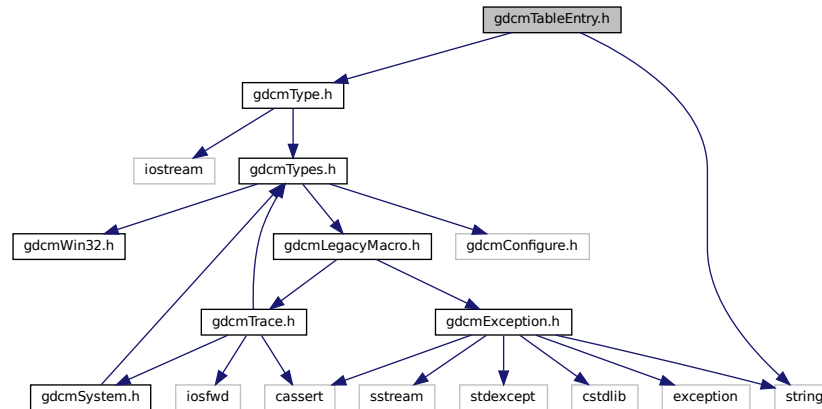 gdcmTableEntry.h
gdcmType.h
iostream
gdcmTypes.h
gdcmWin32.h
gdcmLegacyMacro.h
gdcmConfigure.h
gdcmTrace.h
gdcmException.h
gdcmSystem.h
iosfwd
cassert
sstream
stdexcept
cstdlib
exception
string